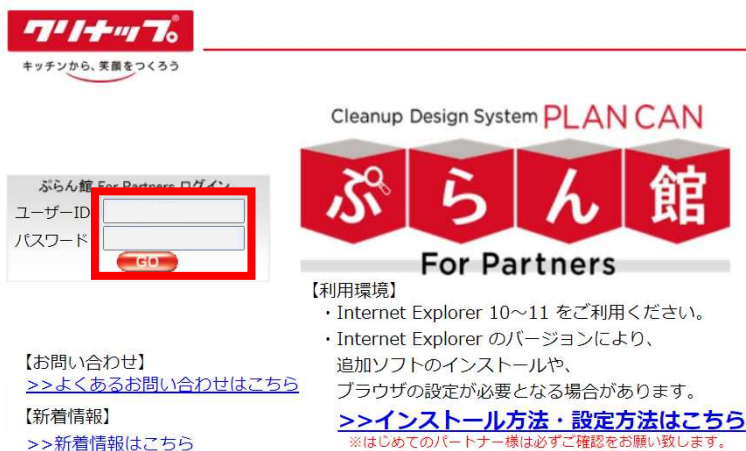 クリナップ
キッチンから、笑顔をつくろう
Cleanup Design System PLAN CAN
ぷらん館
For Partners
ぷらん館 For Partners ログイン
ユーザーID
パスワード
GO
【利用環境】
・Internet Explorer 10～11 をご利用ください。
・Internet Explorer のバージョンにより、
追加ソフトのインストールや、
ブラウザの設定が必要となる場合があります。
>>インストール方法・設定方法はこちら
※はじめてのパートナー様は必ずご確認をお願い致します。
【お問い合わせ】
>>よくあるお問い合わせはこちら
【新着情報】
>>新着情報はこちら